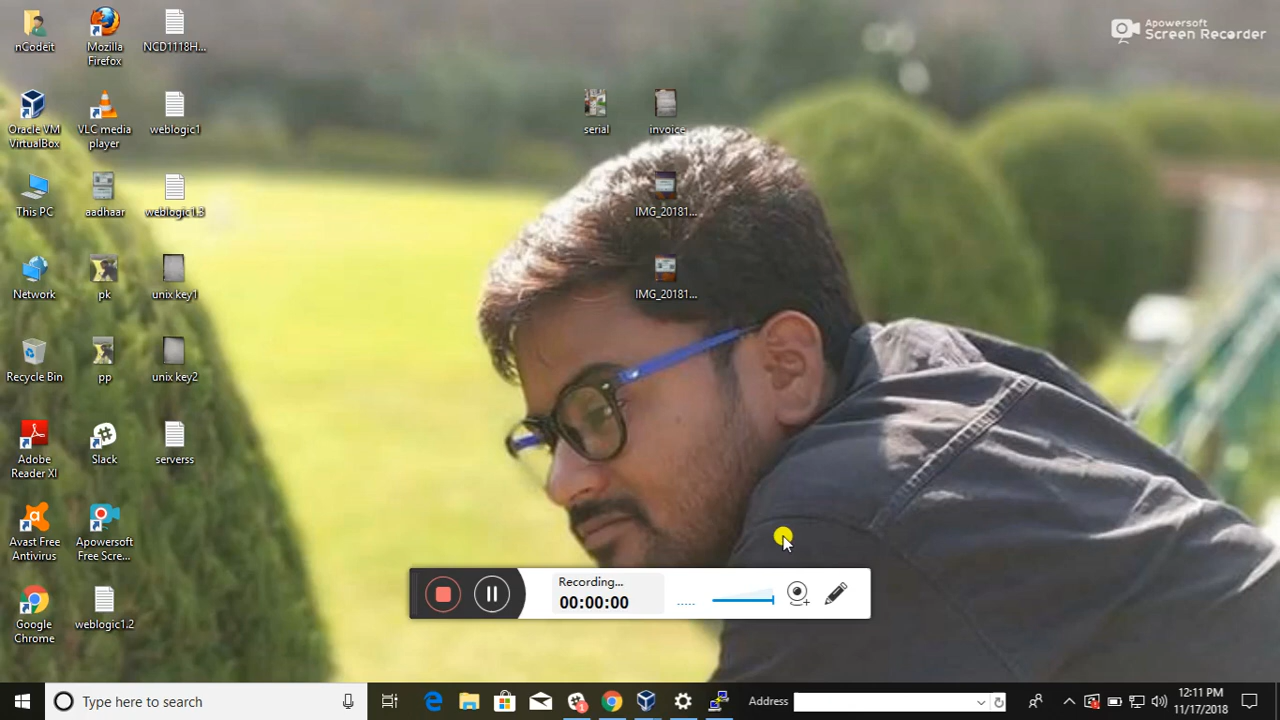 Apowersoft
Screen Recorder
nCodeit
Mozilla
Firefox
NCD1118H...
serial
invoice
Oracle VM
VirtualBox
VLC media
player
weblogic1
This PC
aadhaar
weblogic1.3
IMG_20181...
Network
pk
unix key1
IMG_20181...
Recycle Bin
pp
unix key2
Adobe
Reader XI
Slack
serverss
Avast Free
Antivirus
Apowersoft
Free Scre...
Google
Chrome
weblogic1.2
Recording...
00:00:00
Type here to search
1
Address
12:11 PM
11/17/2018